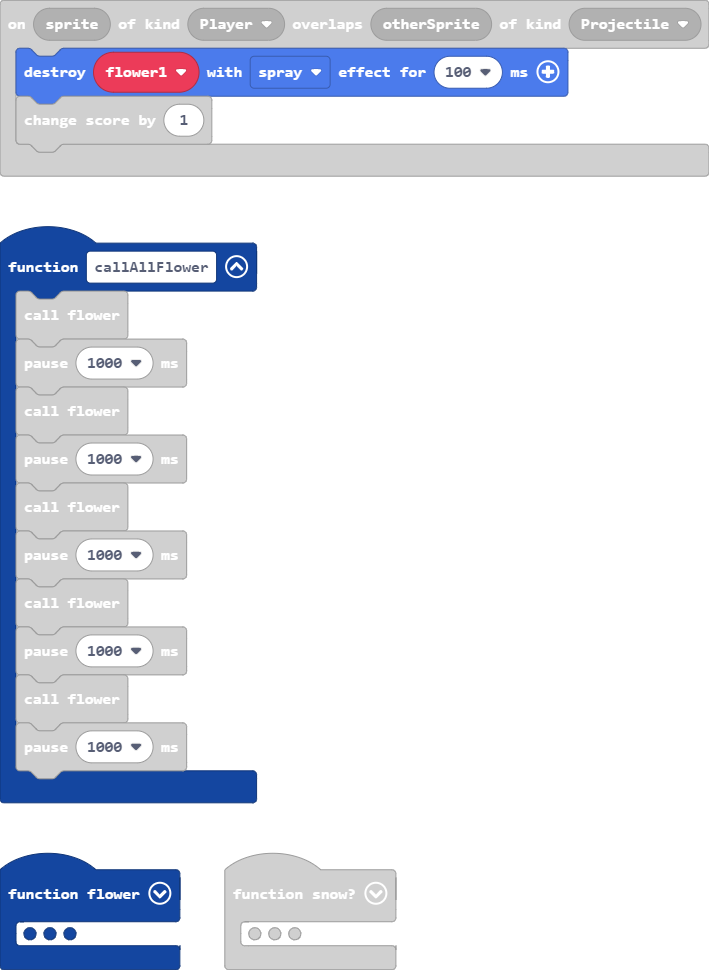 on sprite of kind Player overlaps otherSprite of kind Projectile
destroy flower1 with spray effect for 100 ms
change score by 1
function callAllFlower
call flower
pause 1000 ms
call flower
pause 1000 ms
call flower
pause 1000 ms
call flower
pause 1000 ms
call flower
pause 1000 ms
function flower
function snow?